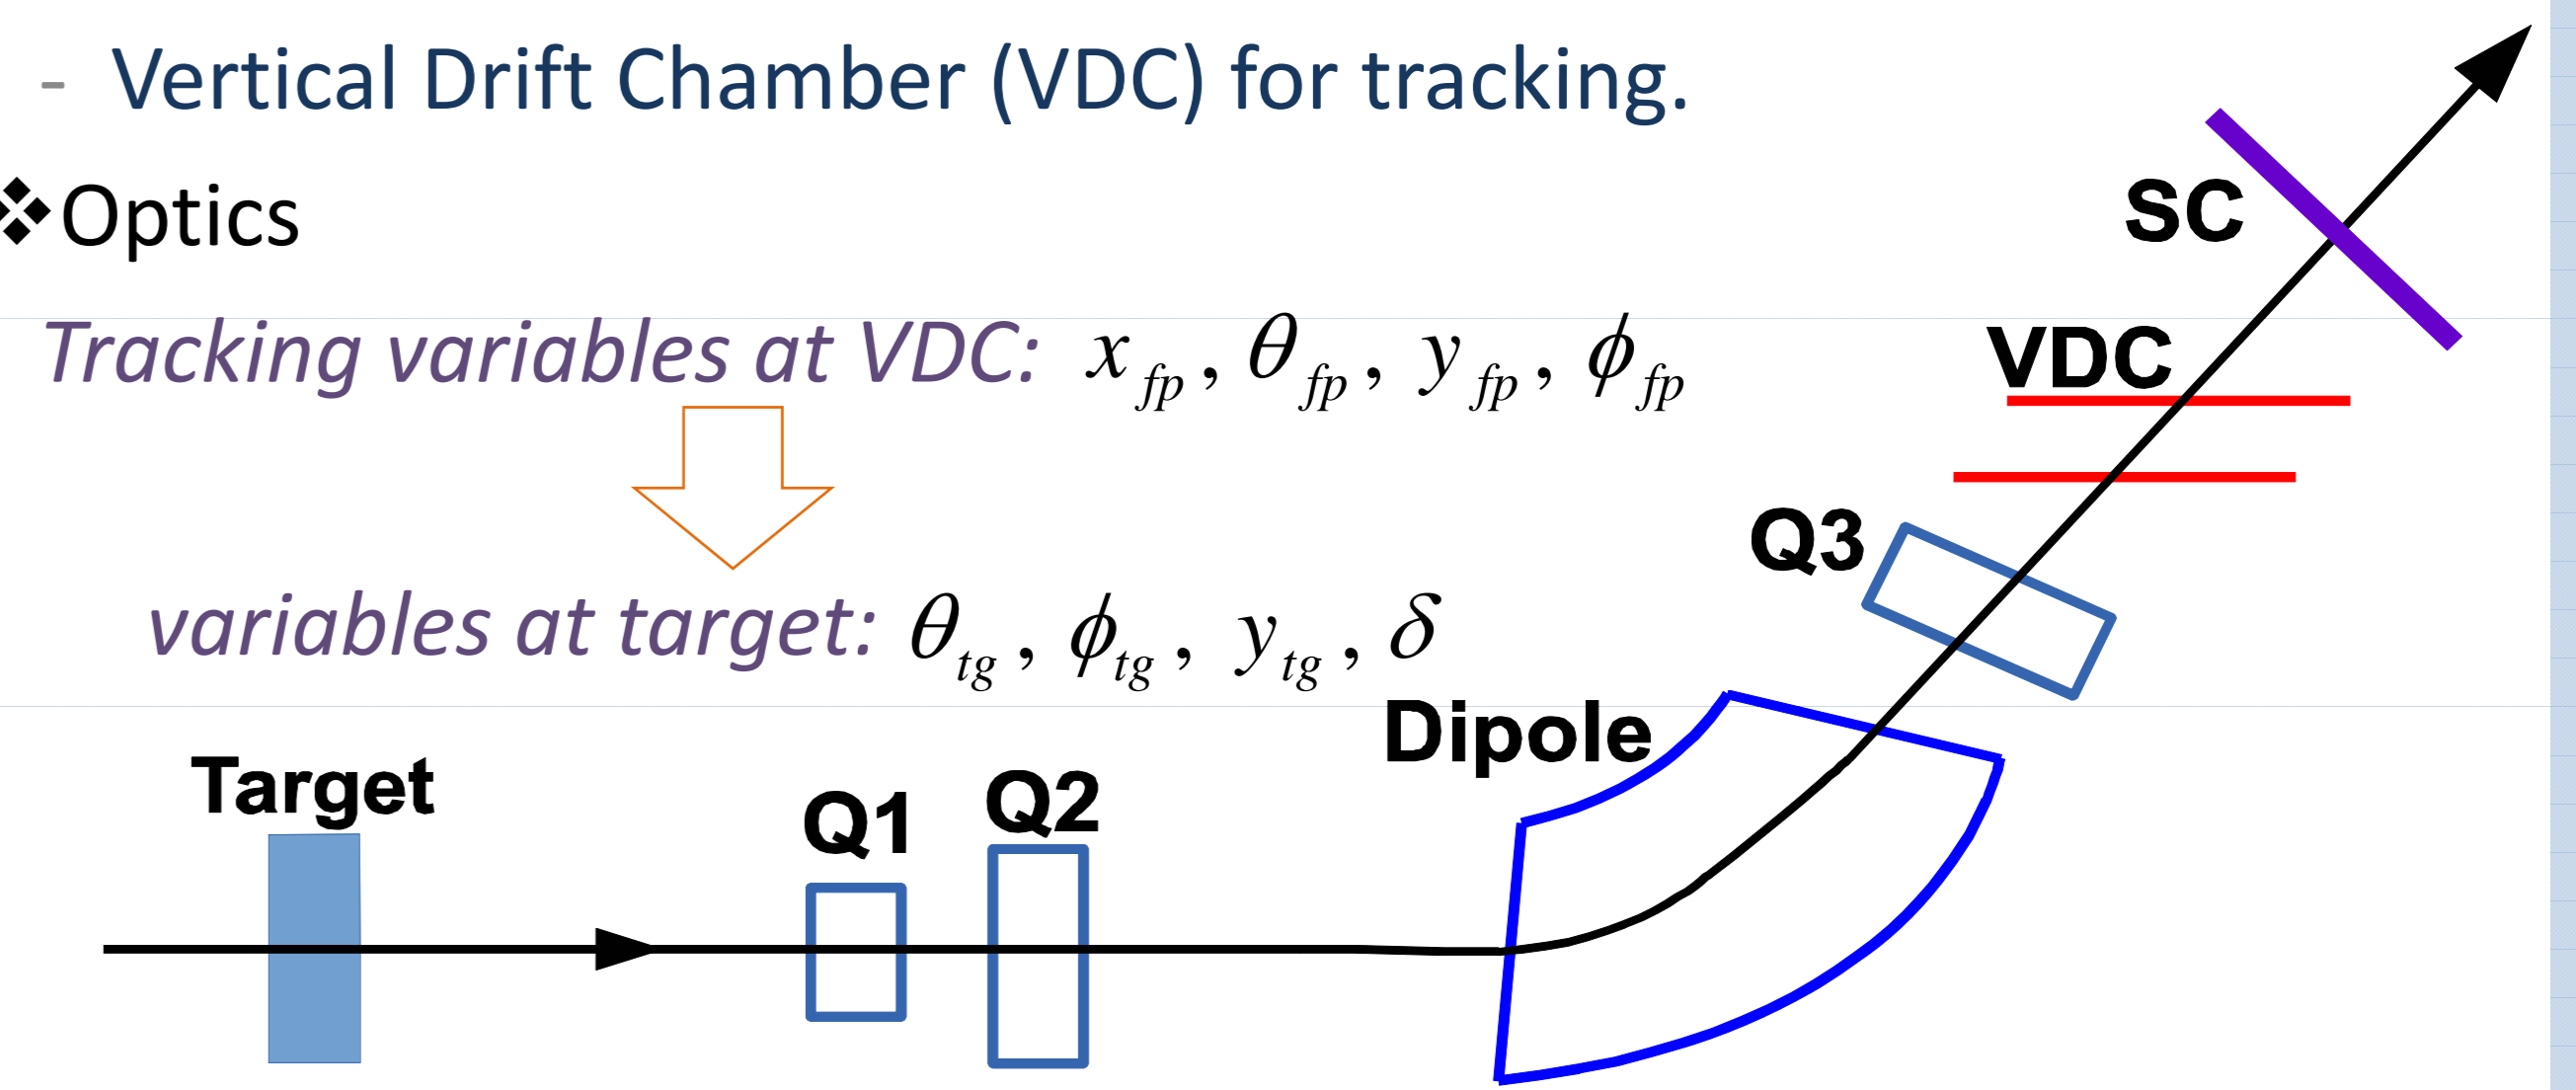 - Vertical Drift Chamber (VDC) for tracking.
❖Optics
SC
Tracking variables at VDC: x_fp, θ_fp, y_fp, ϕ_fp
VDC
Q3
variables at target: θ_tg, ϕ_tg, y_tg, δ
Dipole
Target
Q1
Q2